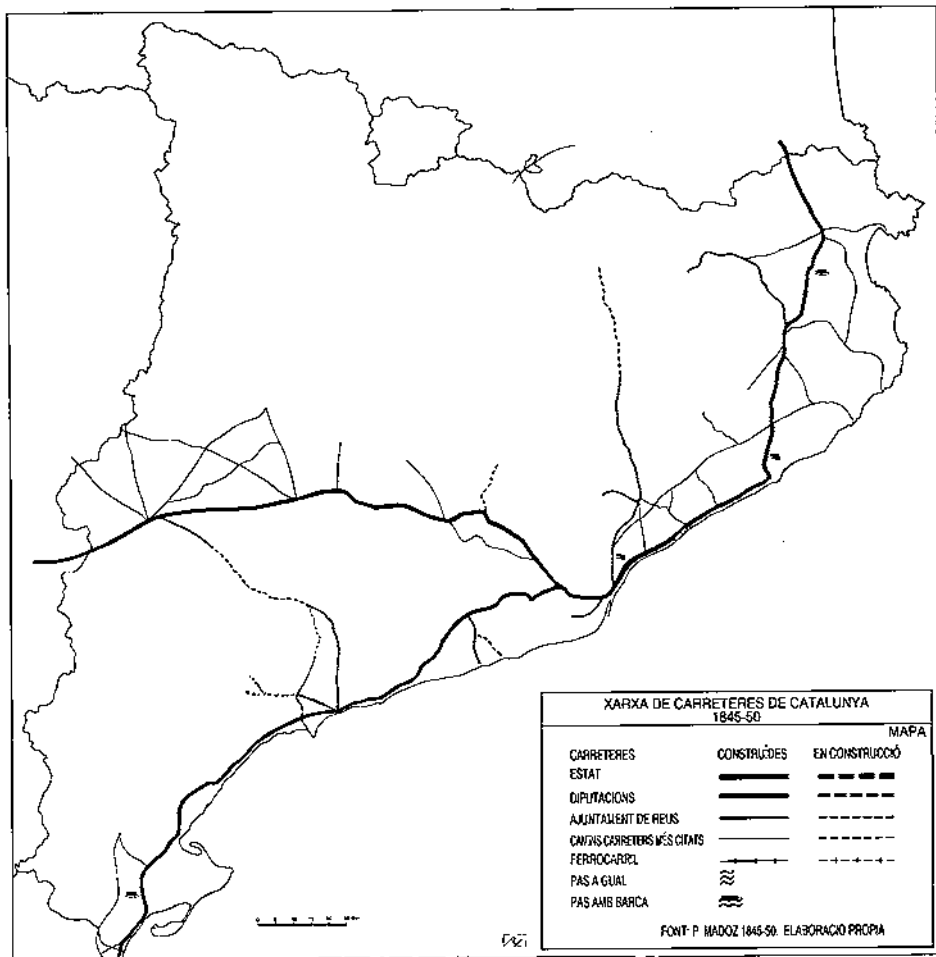 XARXA DE CARRETERES DE CATALUNYA
1845-50
MAPA
CARRETERES CONSTRUÏDES EN CONSTRUCCIÓ
ESTAT
DIPUTACIONS
AJUNTAMENT DE REUS
CAMINS CARRETERS MÉS CITATS
FERROCARRIL
PAS A GUAL
PAS AMB BARCA
FONT: P. MADOZ 1845-50. ELABORACIÓ PROPIA